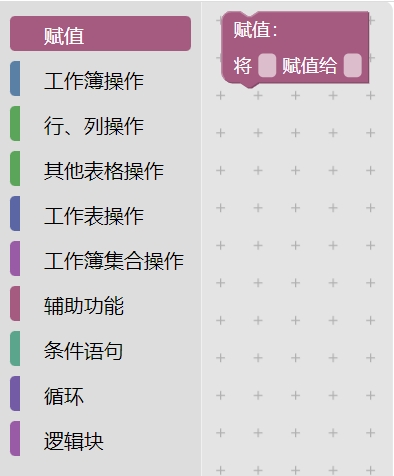 赋值
工作簿操作
行、列操作
其他表格操作
工作表操作
工作簿集合操作
辅助功能
条件语句
循环
逻辑块
赋值：
将 赋值给